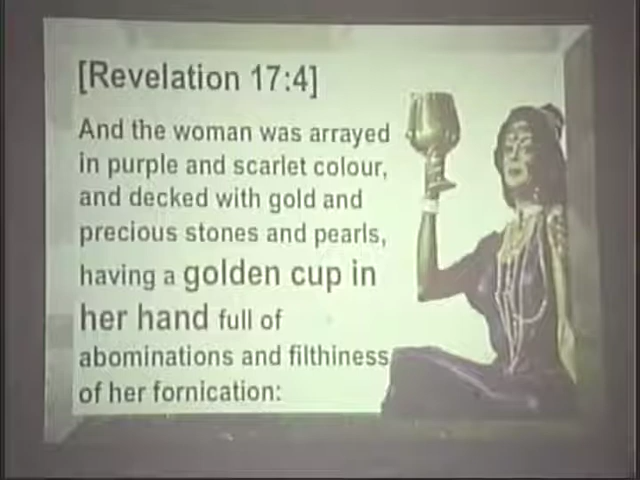 [Revelation 17:4]
And the woman was arrayed
in purple and scarlet colour,
and decked with gold and
precious stones and pearls,
having a golden cup in
her hand full of
abominations and filthiness
of her fornication: